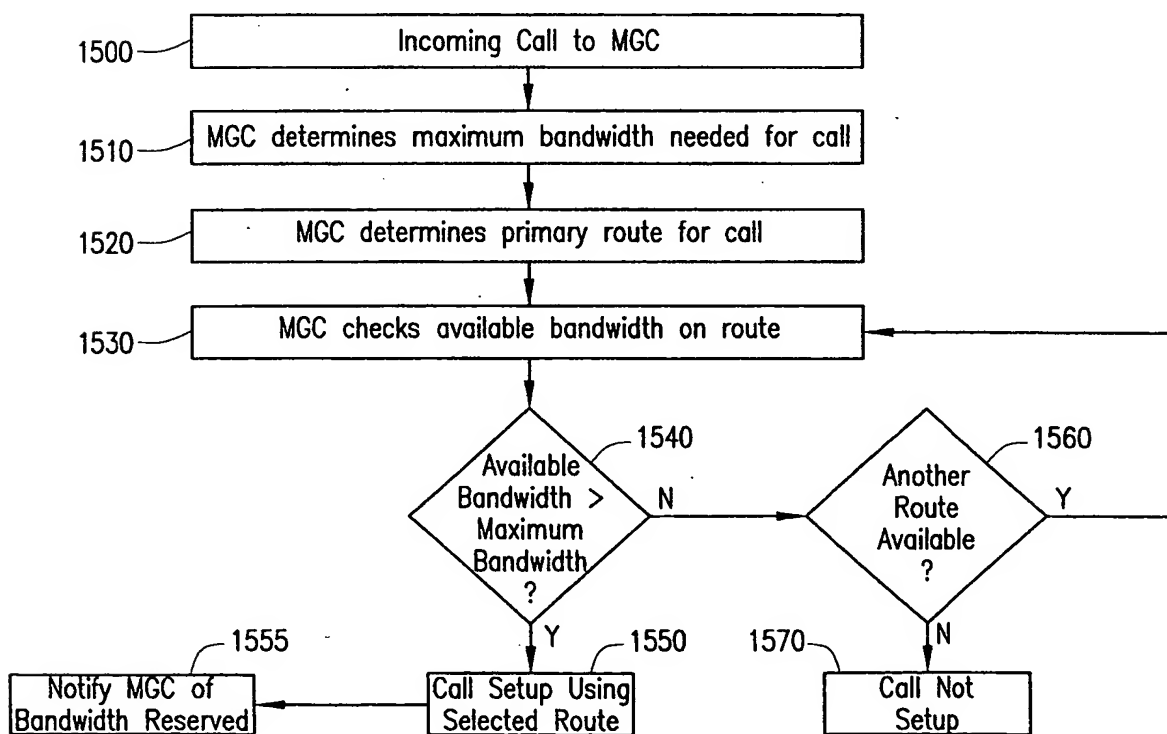 1500
Incoming Call to MGC
1510
MGC determines maximum bandwidth needed for call
1520
MGC determines primary route for call
1530
MGC checks available bandwidth on route
1540
Available
Bandwidth >
Maximum
Bandwidth
?
N
Y
1560
Another
Route
Available
?
Y
N
1555
Notify MGC of
Bandwidth Reserved
1550
Call Setup Using
Selected Route
1570
Call Not
Setup